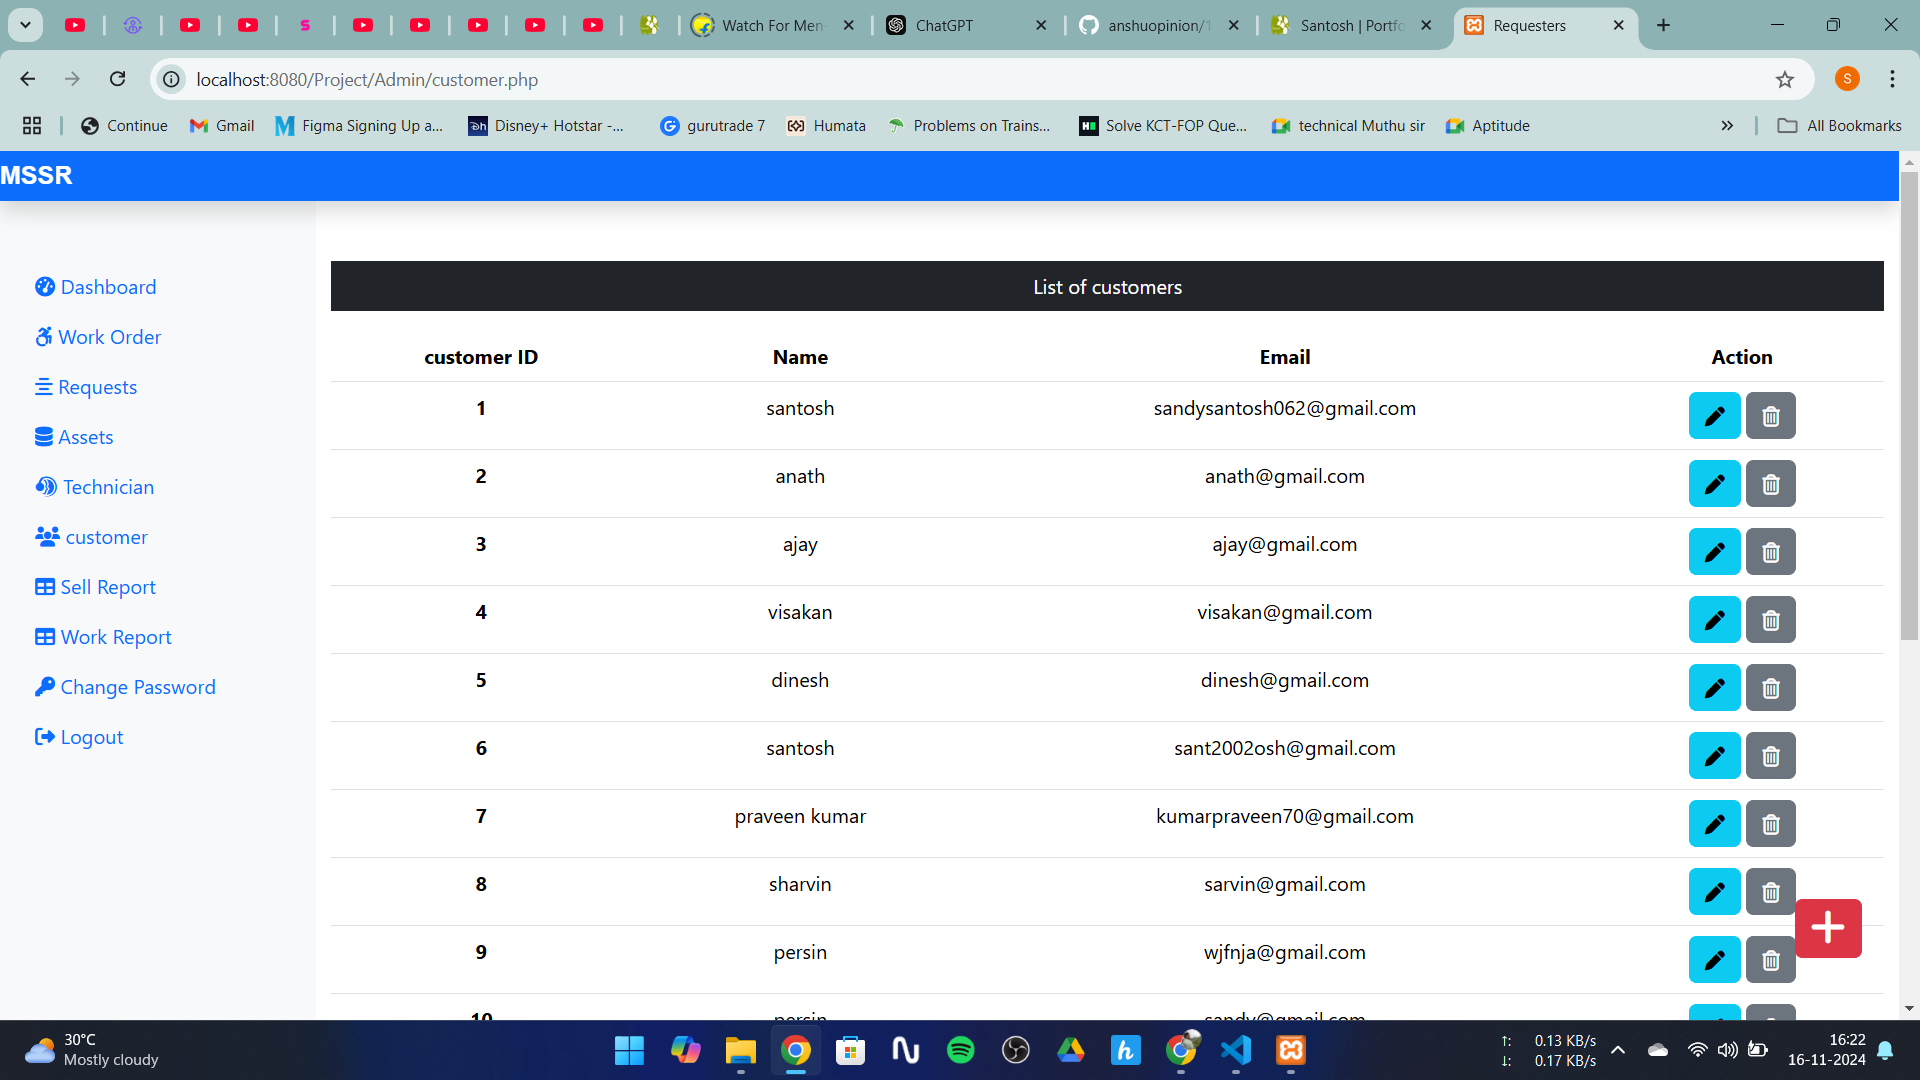 Watch For Men
ChatGPT
anshuopinion/1
Santosh | Portfo
Requesters
localhost:8080/Project/Admin/customer.php
S
Continue
Gmail
Figma Signing Up a...
Disney+ Hotstar -...
gurutrade 7
Humata
Problems on Trains...
Solve KCT-FOP Que...
technical Muthu sir
Aptitude
All Bookmarks
MSSR
Dashboard
Work Order
Requests
Assets
Technician
customer
Sell Report
Work Report
Change Password
Logout
List of customers
customer ID Name Email Action
1 santosh sandysantosh062@gmail.com
2 anath anath@gmail.com
3 ajay ajay@gmail.com
4 visakan visakan@gmail.com
5 dinesh dinesh@gmail.com
6 santosh sant2002osh@gmail.com
7 praveen kumar kumarpraveen70@gmail.com
8 sharvin sarvin@gmail.com
9 persin wjfnja@gmail.com
10 persin sandy@gmail.com
30°C
Mostly cloudy
↑: 0.13 KB/s
↓: 0.17 KB/s
16:22
16-11-2024